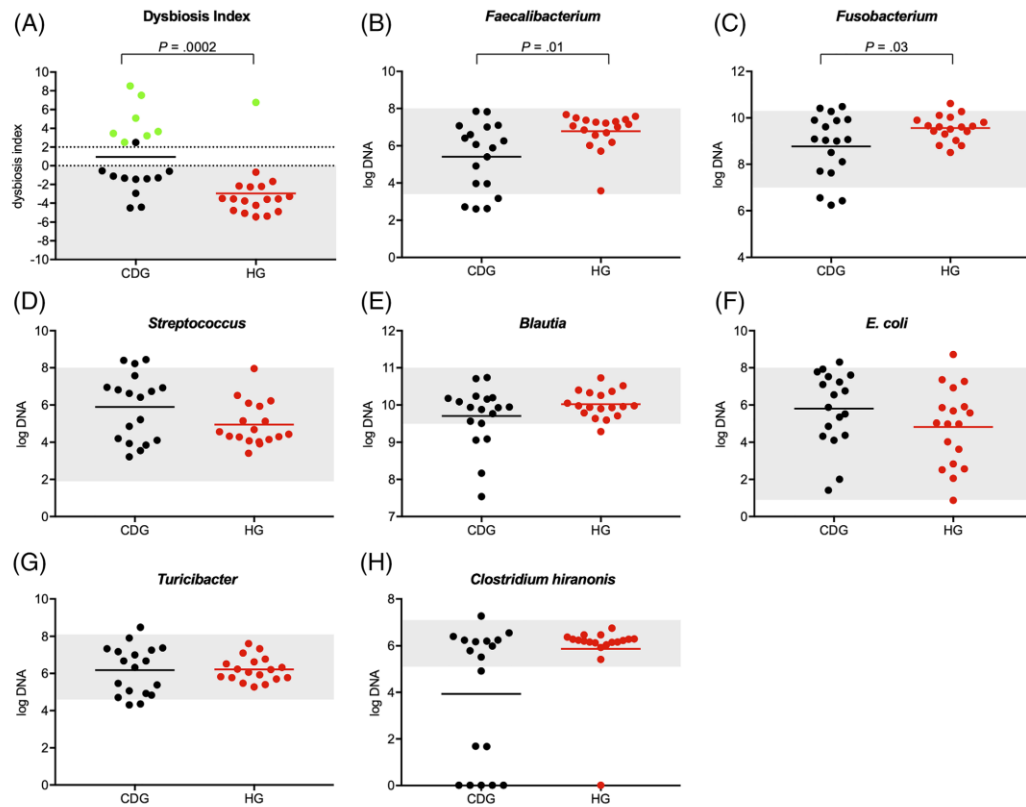 (A)
Dysbiosis Index
P = .0002
dysbiosis index
10
8
6
4
2
0
-2
-4
-6
-8
-10
CDG
HG
(B)
Faecalibacterium
P = .01
log DNA
10
8
6
4
2
0
CDG
HG
(C)
Fusobacterium
P = .03
log DNA
12
10
8
6
4
CDG
HG
(D)
Streptococcus
log DNA
10
8
6
4
2
0
CDG
HG
(E)
Blautia
log DNA
12
11
10
9
8
7
CDG
HG
(F)
E. coli
log DNA
10
8
6
4
2
0
CDG
HG
(G)
Turicibacter
log DNA
10
8
6
4
2
0
CDG
HG
(H)
Clostridium hiranonis
log DNA
8
6
4
2
0
CDG
HG